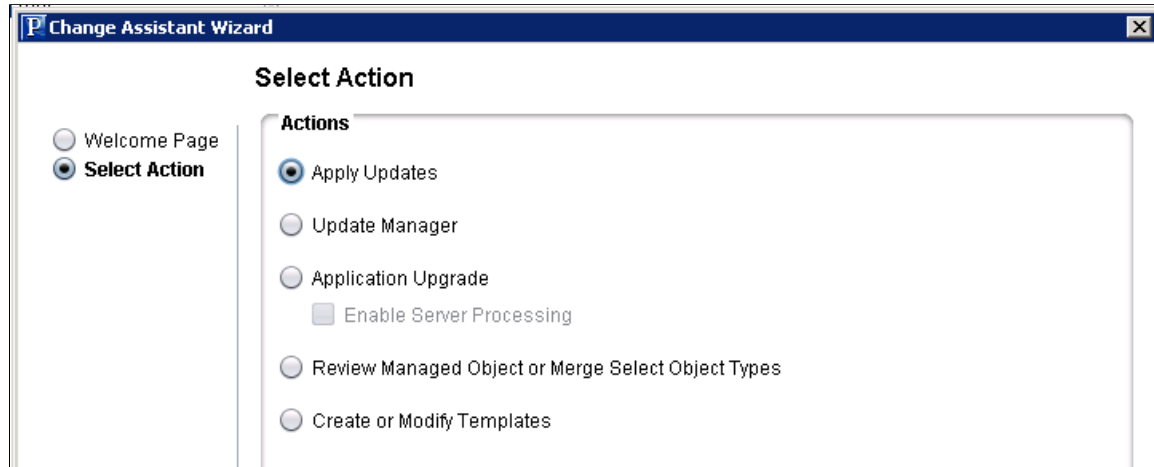 Change Assistant Wizard
Select Action
Welcome Page
Select Action
Actions
Apply Updates
Update Manager
Application Upgrade
Enable Server Processing
Review Managed Object or Merge Select Object Types
Create or Modify Templates